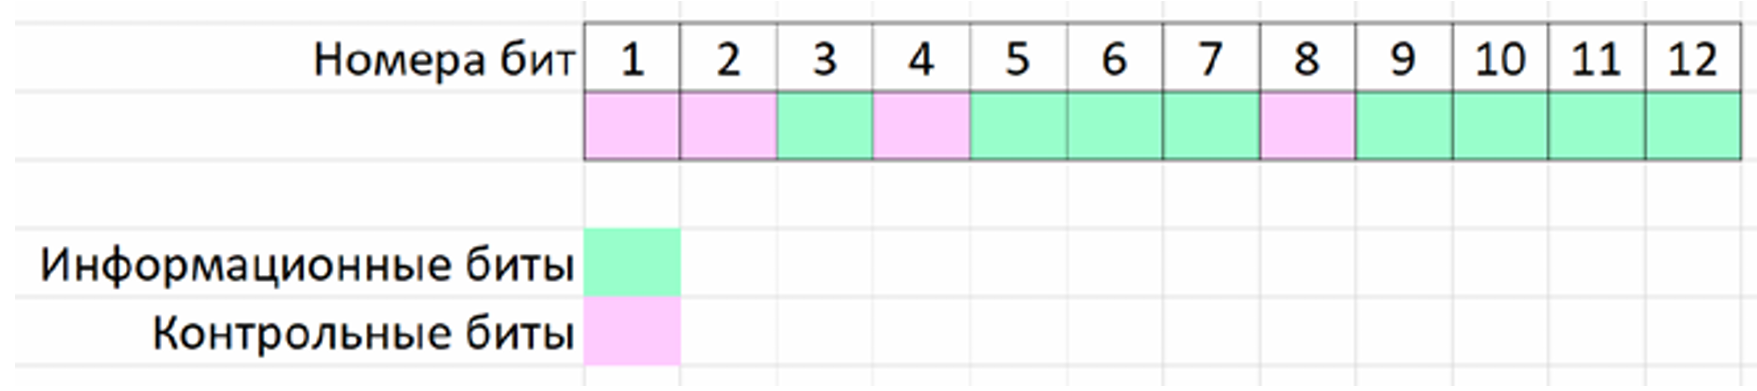 Номера бит 1 2 3 4 5 6 7 8 9 10 11 12
Информационные биты
Контрольные биты